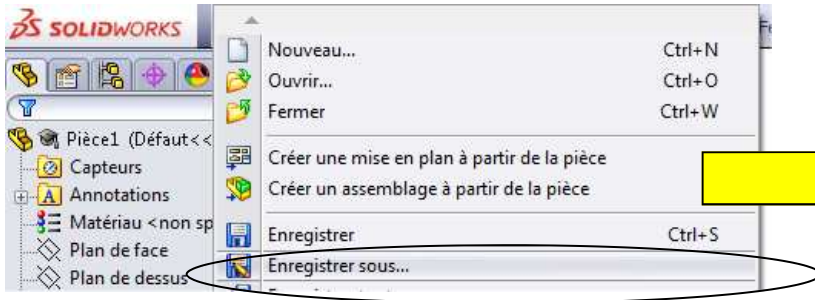 SOLIDWORKS
Nouveau... Ctrl+N
Ouvrir... Ctrl+O
Fermer Ctrl+W
Créer une mise en plan à partir de la pièce
Créer un assemblage à partir de la pièce
Enregistrer Ctrl+S
Enregistrer sous...
Pièce1 (Défaut<<
Capteurs
Annotations
Matériau <non sp
Plan de face
Plan de dessus